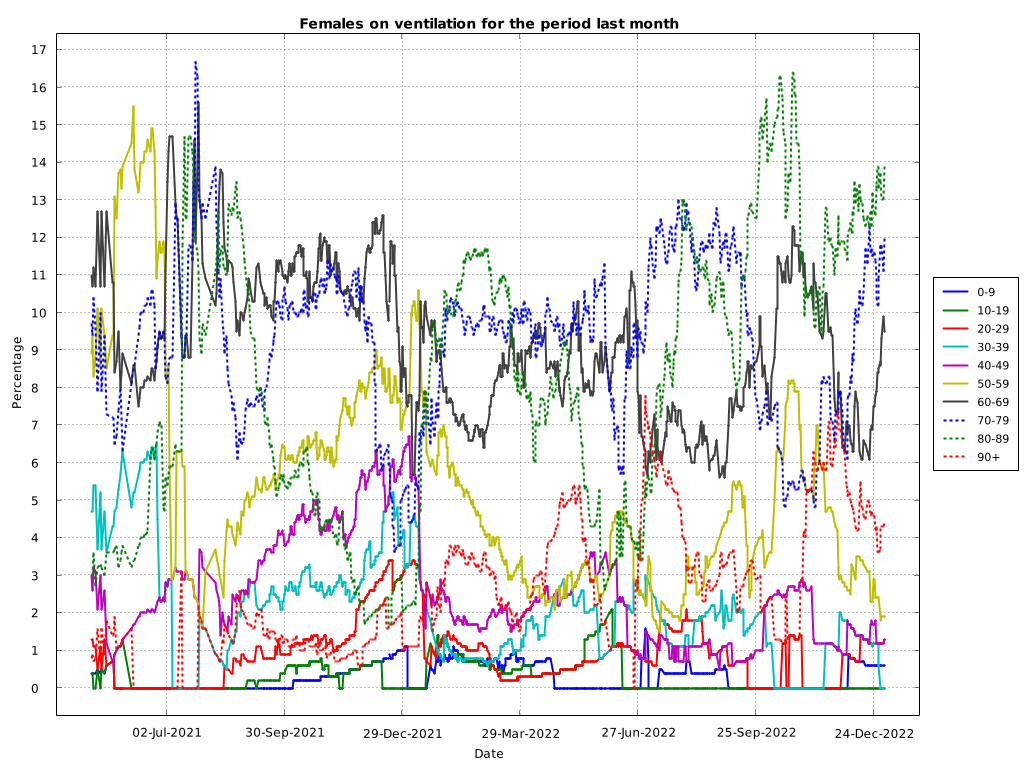 Females on ventilation for the period last month
17
16
15
14
13
12
11
10
9
8
7
6
5
4
3
2
1
0
Percentage
02-Jul-2021
30-Sep-2021
29-Dec-2021
29-Mar-2022
27-Jun-2022
25-Sep-2022
24-Dec-2022
Date
0-9
10-19
20-29
30-39
40-49
50-59
60-69
70-79
80-89
90+